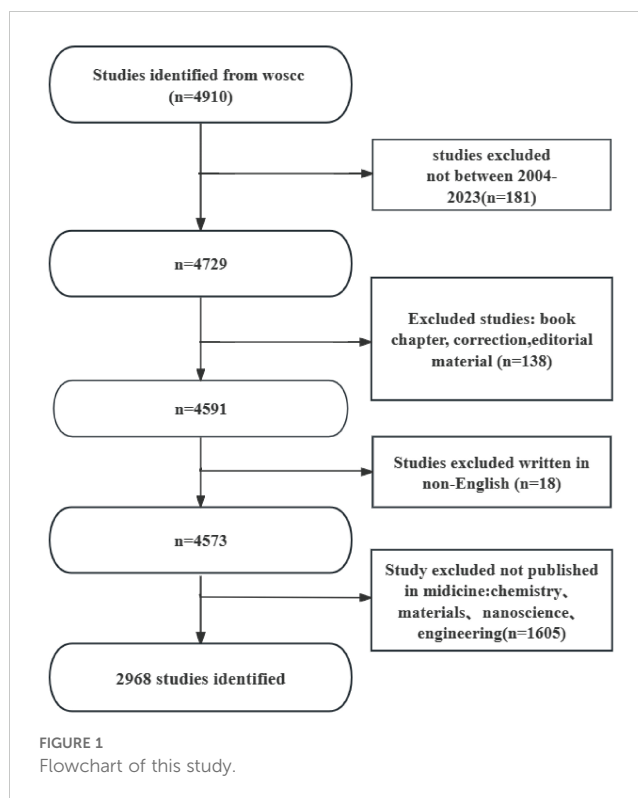 Studies identified from woscc
(n=4910)
studies excluded
not between 2004-
2023(n=181)
n=4729
Excluded studies: book
chapter, correction,editorial
material (n=138)
n=4591
Studies excluded written in
non-English (n=18)
n=4573
Study excluded not published
in midicine:chemistry、
materials、nanoscience、
engineering(n=1605)
2968 studies identified
FIGURE 1
Flowchart of this study.